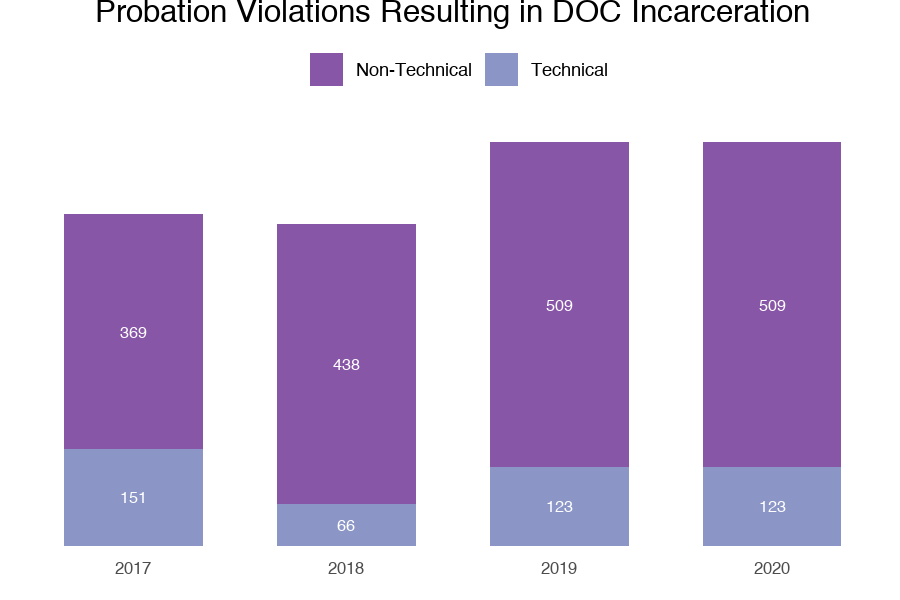 Probation Violations Resulting in DOC Incarceration
Non-Technical Technical
509 509
369
438
151
123 123
66
2017 2018 2019 2020